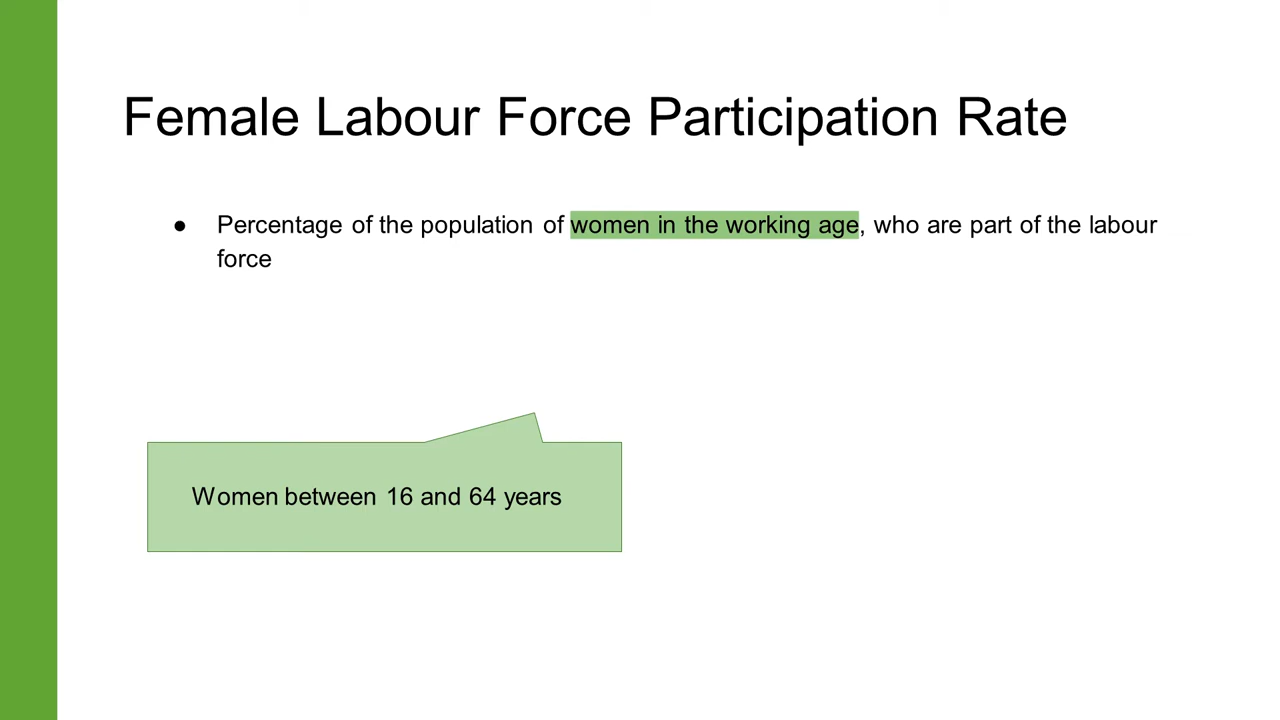 Female Labour Force Participation Rate
● Percentage of the population of women in the working age, who are part of the labour
force
Women between 16 and 64 years